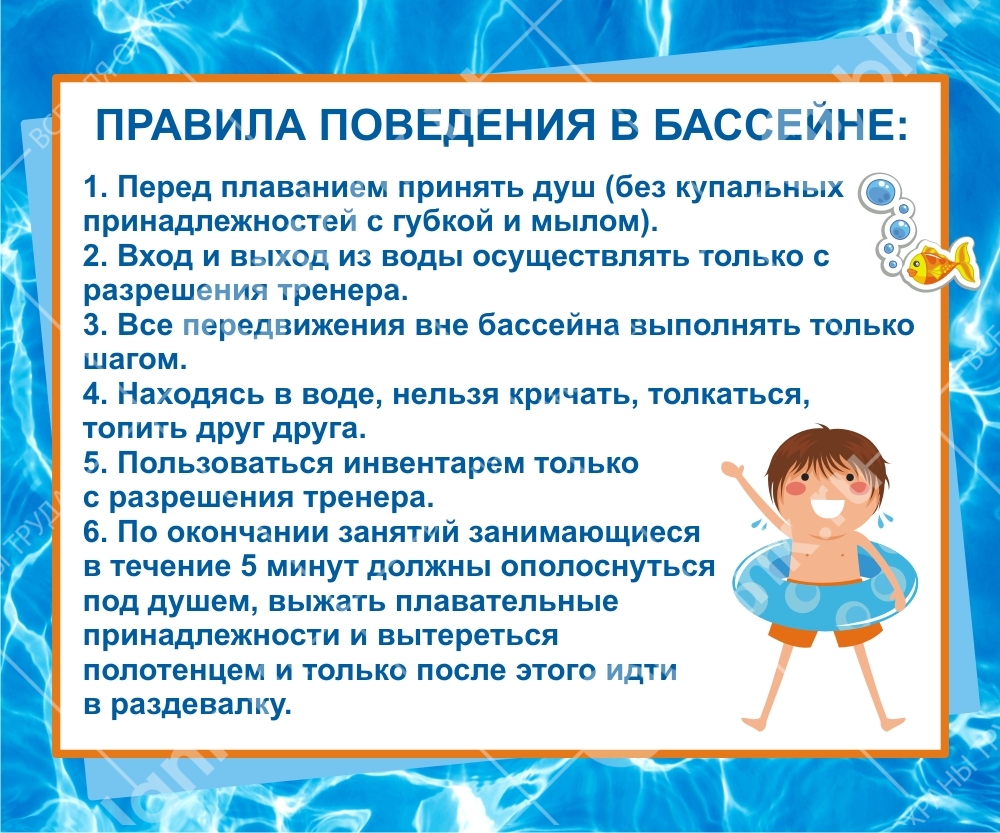 ПРАВИЛА ПОВЕДЕНИЯ В БАССЕЙНЕ:
1. Перед плаванием принять душ (без купальных
принадлежностей с губкой и мылом).
2. Вход и выход из воды осуществлять только с
разрешения тренера.
3. Все передвижения вне бассейна выполнять только
шагом.
4. Находясь в воде, нельзя кричать, толкаться,
топить друг друга.
5. Пользоваться инвентарем только
с разрешения тренера.
6. По окончании занятий занимающиеся
в течение 5 минут должны ополоснуться
под душем, выжать плавательные
принадлежности и вытереться
полотенцем и только после этого идти
в раздевалку.